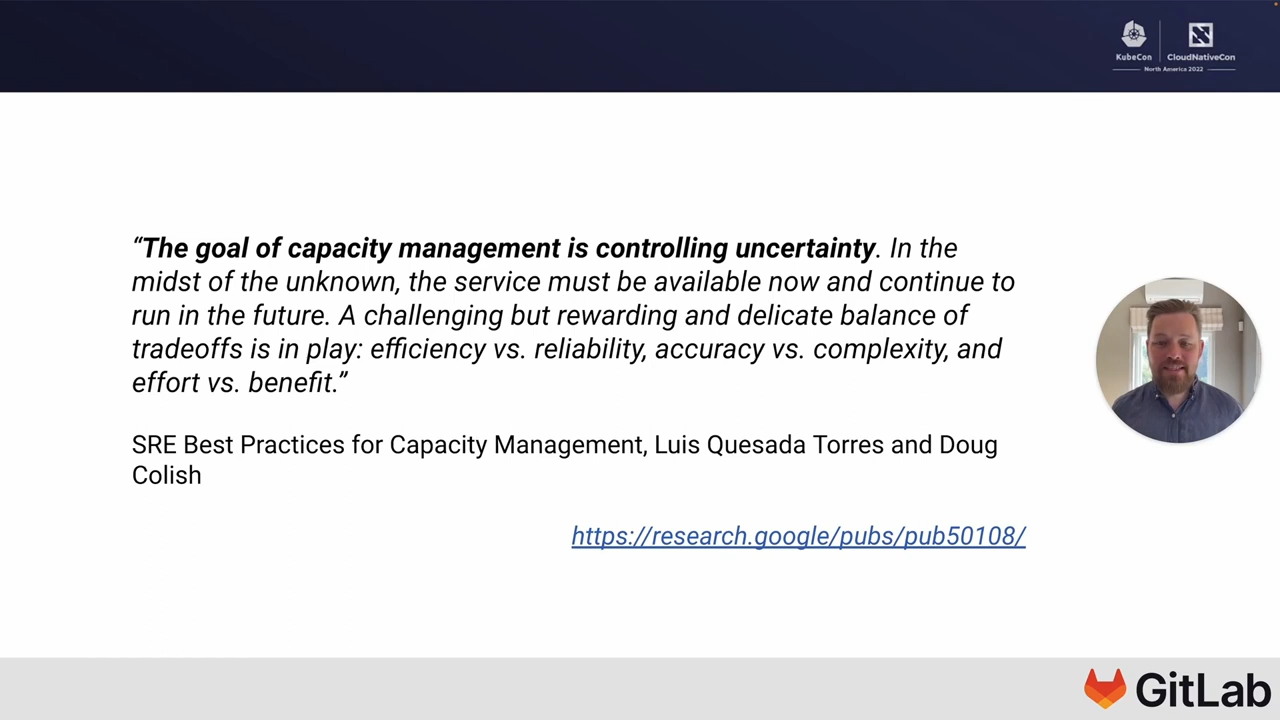 KubeCon
CloudNativeCon
North America 2022
“The goal of capacity management is controlling uncertainty. In the
midst of the unknown, the service must be available now and continue to
run in the future. A challenging but rewarding and delicate balance of
tradeoffs is in play: efficiency vs. reliability, accuracy vs. complexity, and
effort vs. benefit.”
SRE Best Practices for Capacity Management, Luis Quesada Torres and Doug
Colish
https://research.google/pubs/pub50108/
GitLab